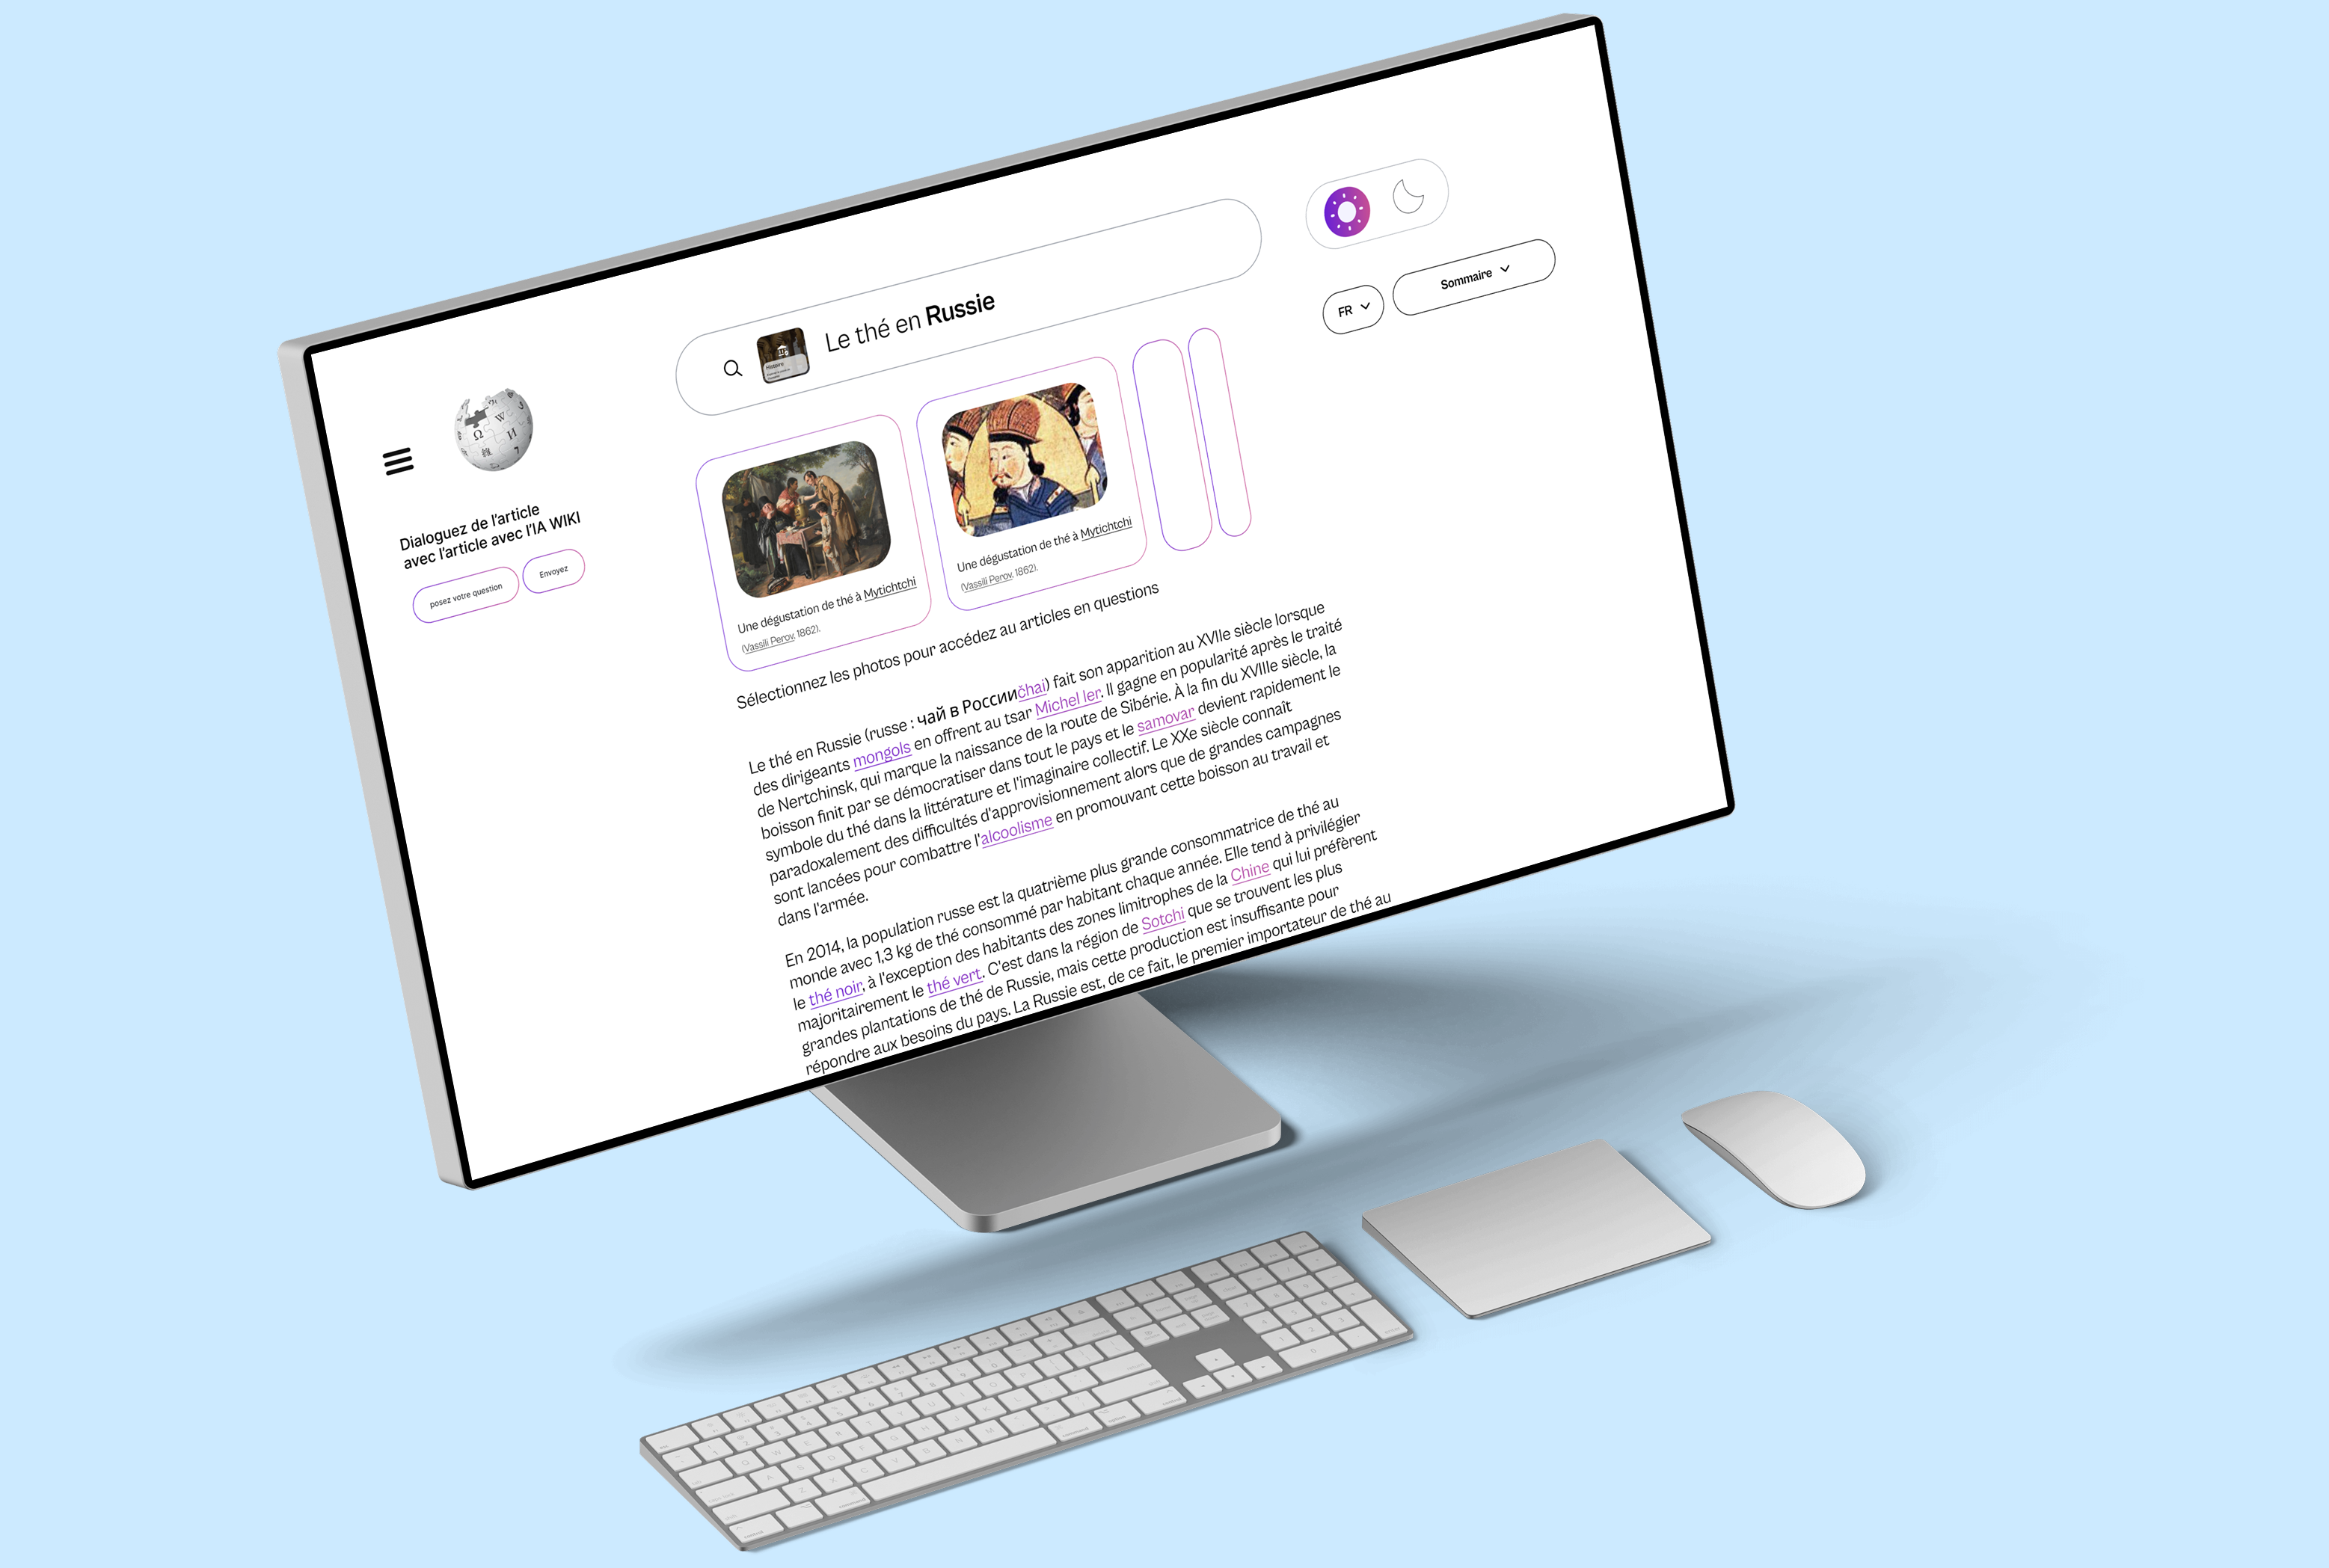 Le thé en Russie
FR
Sommaire
Histoire
Dialoguez de l'article
avec l'article avec l'IA WIKI
posez votre question
Envoyez
Une dégustation de thé à Mytichtchi
(Vassili Perov, 1862).
Une dégustation de thé à Mytichtchi
(Vassili Perov, 1862).
Sélectionnez les photos pour accédez au articles en questions
Le thé en Russie (russe : чай в Россииčhai) fait son apparition au XVIIe siècle lorsque
des dirigeants mongols en offrent au tsar Michel Ier. Il gagne en popularité après le traité
de Nertchinsk, qui marque la naissance de la route de Sibérie. À la fin du XVIIIe siècle, la
boisson finit par se démocratiser dans tout le pays et le samovar devient rapidement le
symbole du thé dans la littérature et l'imaginaire collectif. Le XXe siècle connaît
paradoxalement des difficultés d'approvisionnement alors que de grandes campagnes
sont lancées pour combattre l'alcoolisme en promouvant cette boisson au travail et
dans l'armée.
En 2014, la population russe est la quatrième plus grande consommatrice de thé au
monde avec 1,3 kg de thé consommé par habitant chaque année. Elle tend à privilégier
le thé noir, à l'exception des habitants des zones limitrophes de la Chine qui lui préfèrent
majoritairement le thé vert. C'est dans la région de Sotchi que se trouvent les plus
grandes plantations de thé de Russie, mais cette production est insuffisante pour
répondre aux besoins du pays. La Russie est, de ce fait, le premier importateur de thé au